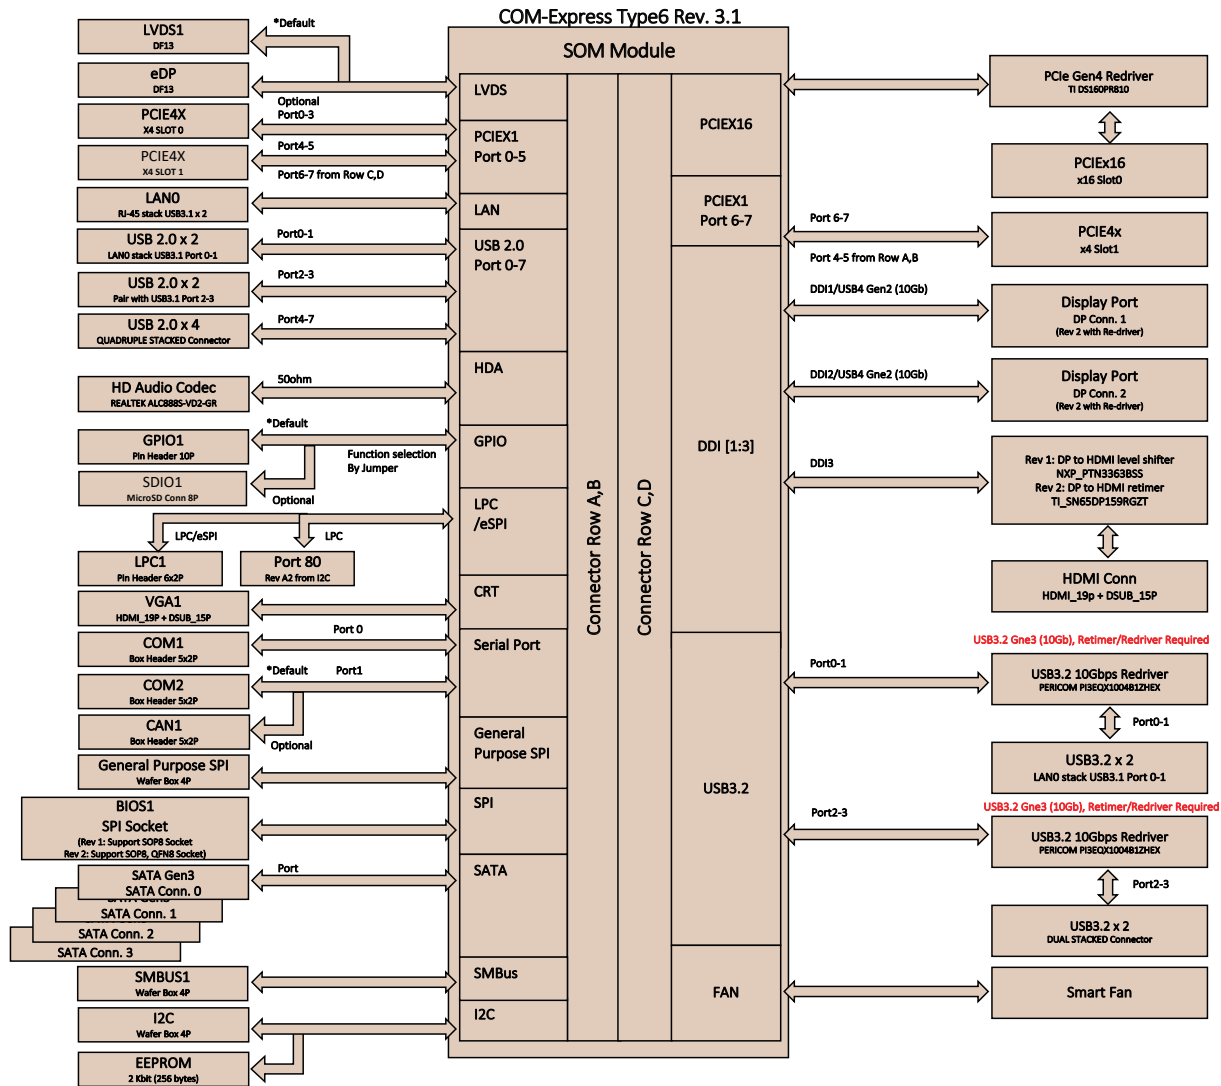 COM-Express Type6 Rev. 3.1
SOM Module
LVDS1
DF13
*Default
eDP
DF13
Optional
PCIE4X
X4 SLOT 0
Port0-3
PCIE4X
X4 SLOT 1
Port4-5
Port6-7 from Row C,D
LAN0
RJ-45 stack USB3.1 x 2
USB 2.0 x 2
LAN0 stack USB3.1 Port 0-1
Port0-1
USB 2.0 x 2
Pair with USB3.1 Port 2-3
Port2-3
USB 2.0 x 4
QUADRUPLE STACKED Connector
Port4-7
HD Audio Codec
REALTEK ALC888S-VD2-GR
50ohm
GPIO1
Pin Header 10P
*Default
Function selection
By Jumper
SDIO1
MicroSD Conn 8P
Optional
LPC/eSPI
LPC
LPC1
Pin Header 6x2P
Port 80
Rev A2 from I2C
VGA1
HDMI_19P + DSUB_15P
COM1
Box Header 5x2P
Port 0
COM2
Box Header 5x2P
*Default
Port1
CAN1
Box Header 5x2P
Optional
General Purpose SPI
Wafer Box 4P
BIOS1
SPI Socket
(Rev 1: Support SOP8 Socket
Rev 2: Support SOP8, QFN8 Socket)
SATA Gen3
SATA Conn. 0
Port
SATA Conn. 1
SATA Conn. 2
SATA Conn. 3
SMBUS1
Wafer Box 4P
I2C
Wafer Box 4P
EEPROM
2 Kbit (256 bytes)
LVDS
PCIEX1
Port 0-5
LAN
USB 2.0
Port 0-7
HDA
GPIO
LPC
/eSPI
CRT
Serial Port
General
Purpose SPI
SPI
SATA
SMBus
I2C
Connector Row A,B
Connector Row C,D
PCIEX16
PCIEX1
Port 6-7
DDI [1:3]
USB3.2
FAN
PCIe Gen4 Redriver
TI DS160PR810
PCIEx16
x16 Slot0
Port 6-7
Port 4-5 from Row A,B
PCIE4x
x4 Slot1
DDI1/USB4 Gen2 (10Gb)
Display Port
DP Conn. 1
(Rev 2 with Re-driver)
DDI2/USB4 Gne2 (10Gb)
Display Port
DP Conn. 2
(Rev 2 with Re-driver)
DDI3
Rev 1: DP to HDMI level shifter
NXP_PTN3363BSS
Rev 2: DP to HDMI retimer
TI_SN65DP159RGZT
HDMI Conn
HDMI_19p + DSUB_15P
USB3.2 Gne3 (10Gb), Retimer/Redriver Required
Port0-1
USB3.2 10Gbps Redriver
PERICOM PI3EQX1004B1ZHEX
Port0-1
USB3.2 x 2
LAN0 stack USB3.1 Port 0-1
USB3.2 Gne3 (10Gb), Retimer/Redriver Required
Port2-3
USB3.2 10Gbps Redriver
PERICOM PI3EQX1004B1ZHEX
Port2-3
USB3.2 x 2
DUAL STACKED Connector
Smart Fan